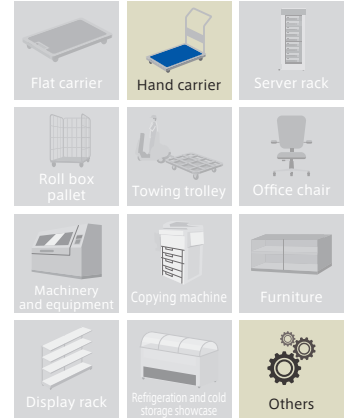 Flat carrier
Hand carrier
Server rack
Roll box
pallet
Towing trolley
Office chair
Machinery
and equipment
Copying machine
Furniture
Display rack
Refrigeration and cold
storage showcase
Others